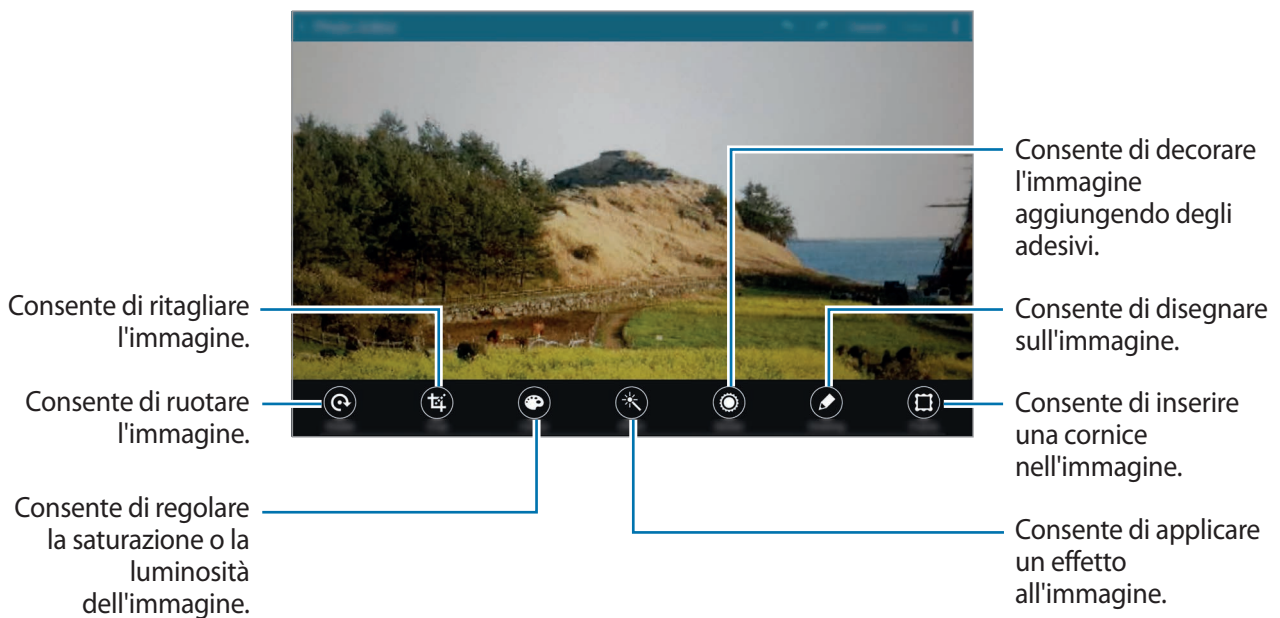 Consente di decorare
l'immagine
aggiungendo degli
adesivi.
Consente di ritagliare
l'immagine.
Consente di disegnare
sull'immagine.
Consente di ruotare
l'immagine.
Consente di inserire
una cornice
nell'immagine.
Consente di regolare
la saturazione o la
luminosità
dell'immagine.
Consente di applicare
un effetto
all'immagine.